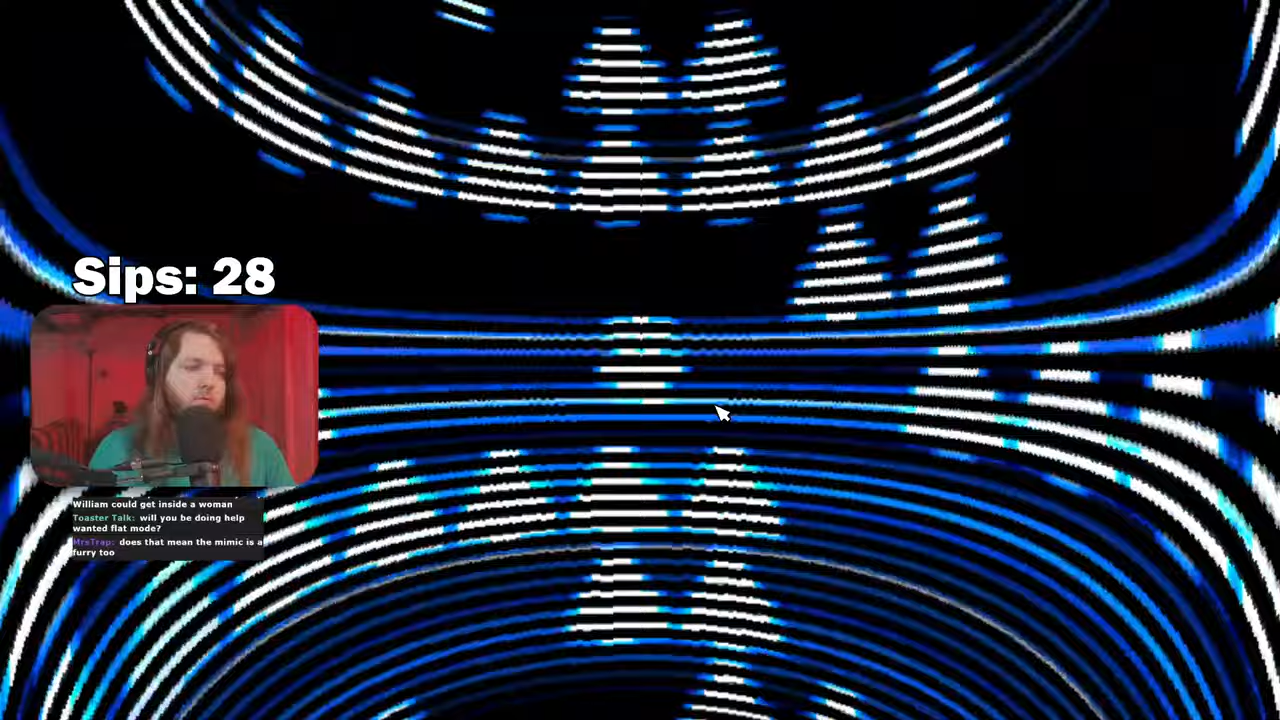 Sips: 28
William could get inside a woman
Toaster Talk: will you be doing help
wanted flat mode?
MrsTrap: does that mean the mimic is a
furry too